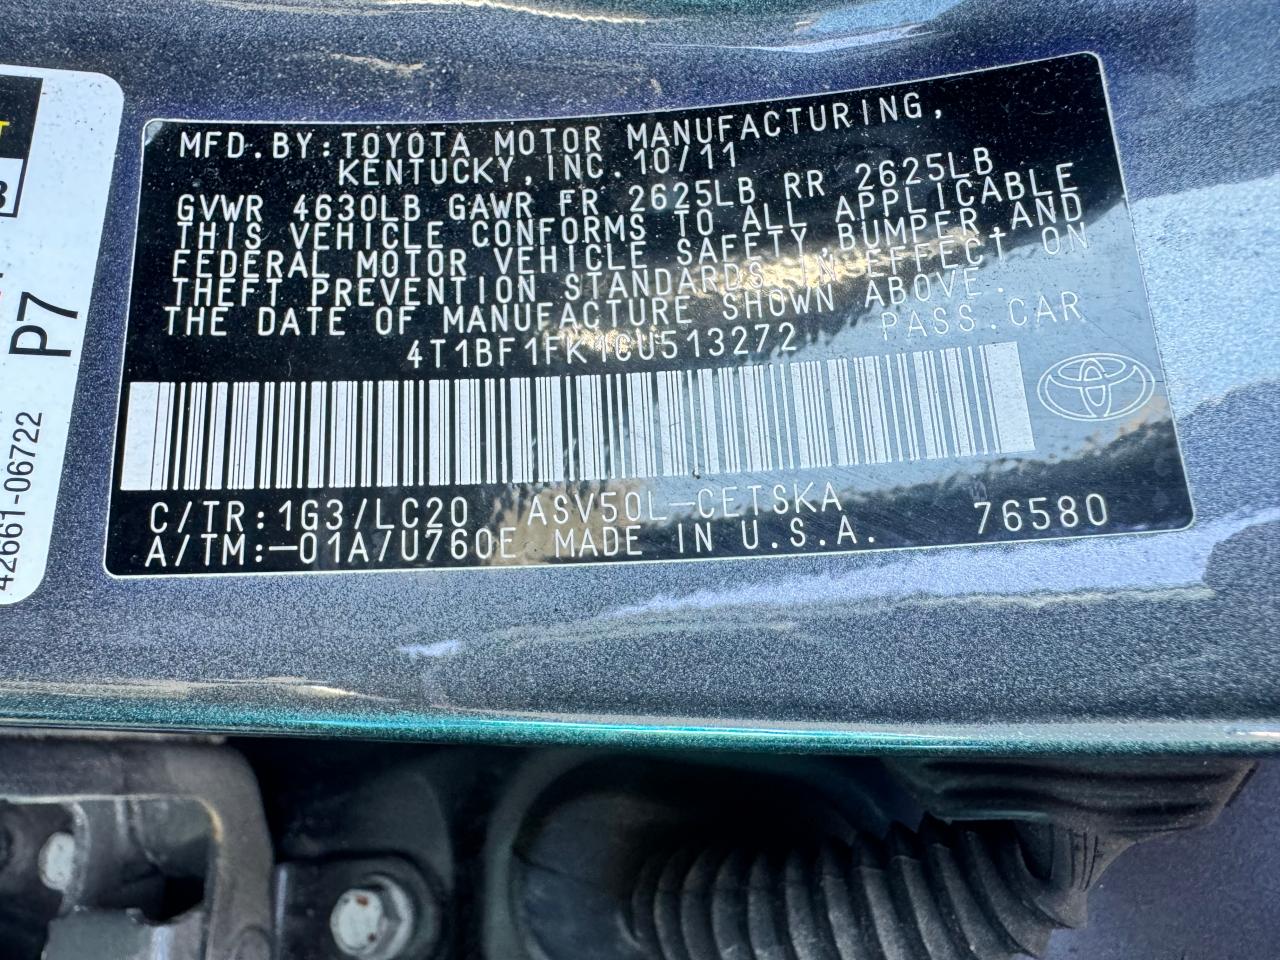 MFD.BY:TOYOTA MOTOR MANUFACTURING,
KENTUCKY,INC.10/11
GVWR 4630LB GAWR FR 2625LB RR 2625LB
THIS VEHICLE CONFORMS TO ALL APPLICABLE
FEDERAL MOTOR VEHICLE SAFETY,BUMPER,AND
THEFT PREVENTION STANDARDS IN EFFECT ON
THE DATE OF MANUFACTURE SHOWN ABOVE.
4T1BF1FK1CU513272 PASS.CAR
C/TR:1G3/LC20 ASV50L-CETSKA 76580
A/TM:-01A/U760E MADE IN U.S.A.
P7
42661-06722